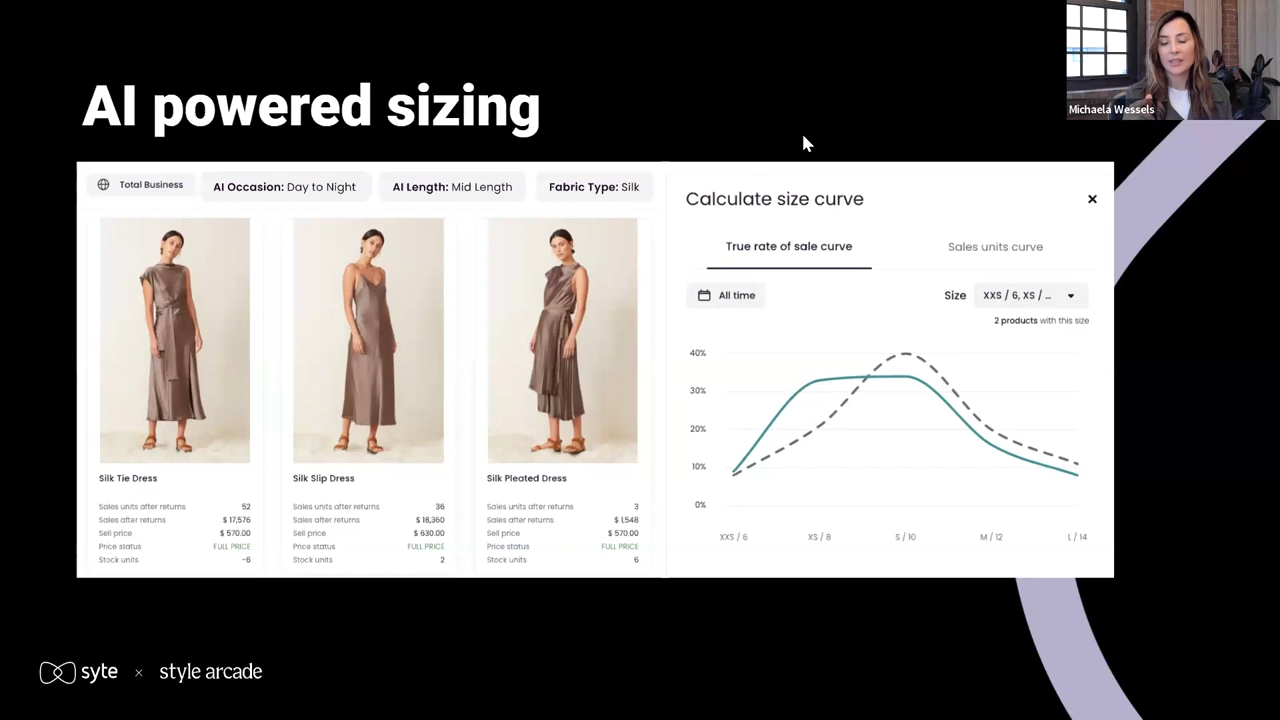 Michaela Wessels
AI powered sizing
Total Business
AI Occasion: Day to Night
AI Length: Mid Length
Fabric Type: Silk
Silk Tie Dress
Sales units after returns 52
Sales after returns $ 17,576
Sell price $ 570.00
Price status FULL PRICE
Stock units -6
Silk Slip Dress
Sales units after returns 36
Sales after returns $ 18,360
Sell price $ 630.00
Price status FULL PRICE
Stock units 2
Silk Pleated Dress
Sales units after returns 3
Sales after returns $ 1,548
Sell price $ 570.00
Price status FULL PRICE
Stock units 6
Calculate size curve
True rate of sale curve
Sales units curve
All time
Size XXS / 6, XS / ...
2 products with this size
40%
30%
20%
10%
0%
XXS / 6 XS / 8 S / 10 M / 12 L / 14
syte × style arcade